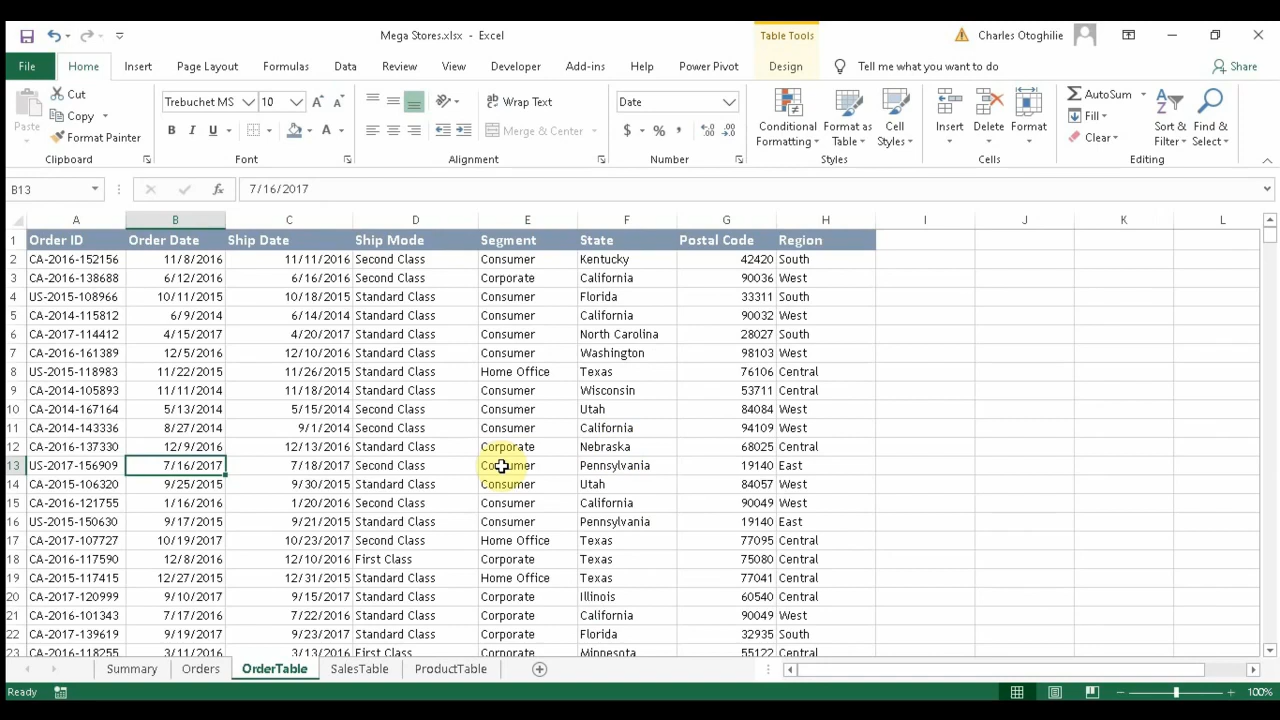 Mega Stores.xlsx - Excel
Table Tools
Charles Otoghilie
File Home Insert Page Layout Formulas Data Review View Developer Add-ins Help Power Pivot Design Tell me what you want to do Share
Paste
Cut
Copy
Format Painter
Clipboard
Trebuchet MS 10
B I U
Font
Wrap Text
Merge & Center
Alignment
Date
$ % ,
Number
Conditional Formatting
Format as Table
Cell Styles
Styles
Insert
Delete
Format
Cells
AutoSum
Fill
Clear
Sort & Filter
Find & Select
Editing
B13 fx 7/16/2017
A B C D E F G H I J K L
1 Order ID Order Date Ship Date Ship Mode Segment State Postal Code Region
2 CA-2016-152156 11/8/2016 11/11/2016 Second Class Consumer Kentucky 42420 South
3 CA-2016-138688 6/12/2016 6/16/2016 Second Class Corporate California 90036 West
4 US-2015-108966 10/11/2015 10/18/2015 Standard Class Consumer Florida 33311 South
5 CA-2014-115812 6/9/2014 6/14/2014 Standard Class Consumer California 90032 West
6 CA-2017-114412 4/15/2017 4/20/2017 Standard Class Consumer North Carolina 28027 South
7 CA-2016-161389 12/5/2016 12/10/2016 Standard Class Consumer Washington 98103 West
8 US-2015-118983 11/22/2015 11/26/2015 Standard Class Home Office Texas 76106 Central
9 CA-2014-105893 11/11/2014 11/18/2014 Standard Class Consumer Wisconsin 53711 Central
10 CA-2014-167164 5/13/2014 5/15/2014 Second Class Consumer Utah 84084 West
11 CA-2014-143336 8/27/2014 9/1/2014 Second Class Consumer California 94109 West
12 CA-2016-137330 12/9/2016 12/13/2016 Standard Class Corporate Nebraska 68025 Central
13 US-2017-156909 7/16/2017 7/18/2017 Second Class Consumer Pennsylvania 19140 East
14 CA-2015-106320 9/25/2015 9/30/2015 Standard Class Consumer Utah 84057 West
15 CA-2016-121755 1/16/2016 1/20/2016 Second Class Consumer California 90049 West
16 US-2015-150630 9/17/2015 9/21/2015 Standard Class Consumer Pennsylvania 19140 East
17 CA-2017-107727 10/19/2017 10/23/2017 Second Class Home Office Texas 77095 Central
18 CA-2016-117590 12/8/2016 12/10/2016 First Class Corporate Texas 75080 Central
19 CA-2015-117415 12/27/2015 12/31/2015 Standard Class Home Office Texas 77041 Central
20 CA-2017-120999 9/10/2017 9/15/2017 Standard Class Corporate Illinois 60540 Central
21 CA-2016-101343 7/17/2016 7/22/2016 Standard Class Corporate California 90049 West
22 CA-2017-139619 9/19/2017 9/23/2017 Standard Class Corporate Florida 32935 South
23 CA-2016-118255 3/11/2016 3/13/2016 First Class Corporate Minnesota 55122 Central
Summary Orders OrderTable SalesTable ProductTable
Ready 100%